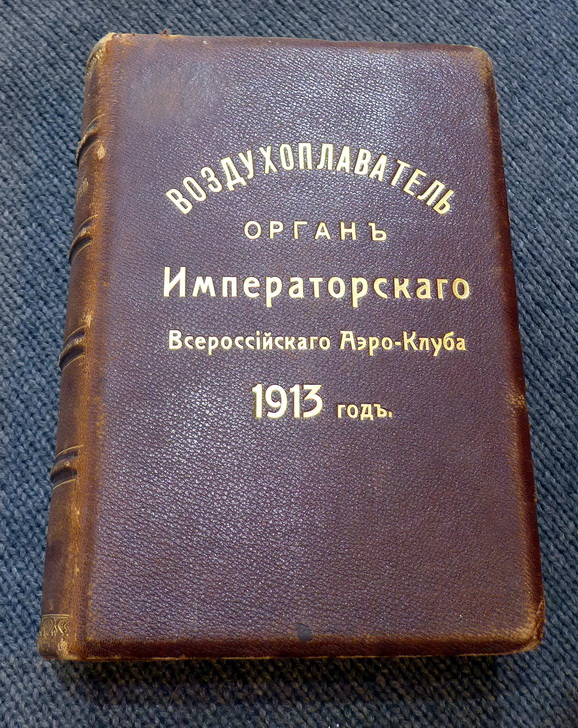 ВОЗДУХОПЛАВАТЕЛЬ
ОРГАНЪ
Императорскаго
Всероссійскаго Аэро-Клуба
1913 годъ.